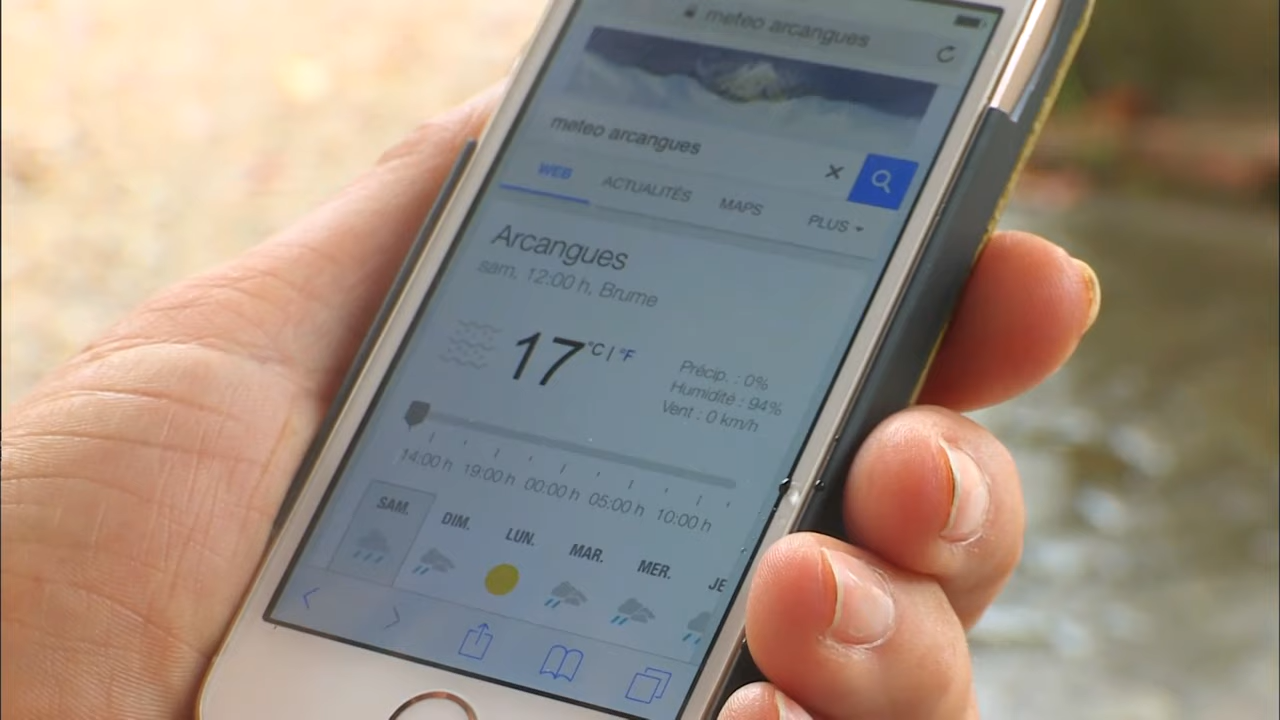 meteo arcangues
meteo arcangues
WEB ACTUALITÉS MAPS PLUS
Arcangues
sam. 12:00 h, Brume
17 °C | °F
Précip. : 0%
Humidité : 94%
Vent : 0 km/h
14:00 h 19:00 h 00:00 h 05:00 h 10:00 h
SAM. DIM. LUN. MAR. MER. JE